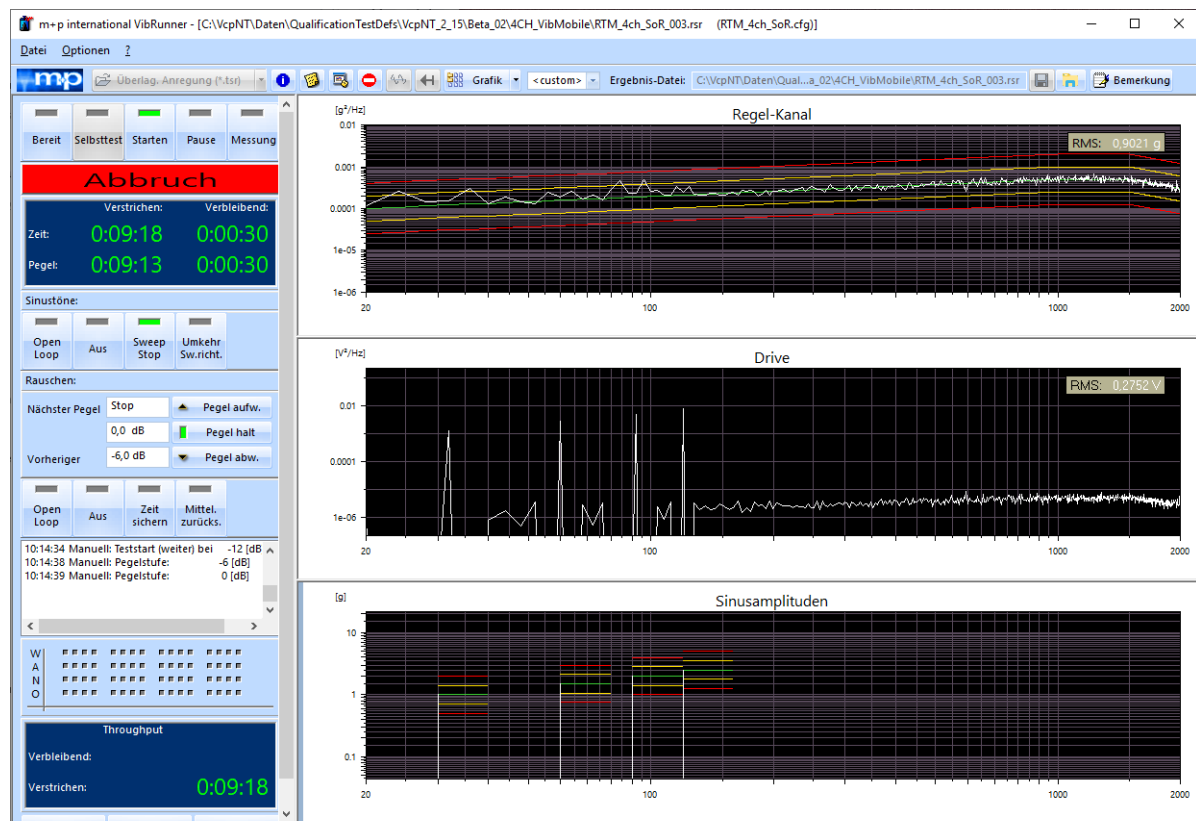 m+p international VibRunner - [C:\VcpNT\Daten\QualificationTestDefs\VcpNT_2_15\Beta_02\4CH_VibMobile\RTM_4ch_SoR_003.rsr (RTM_4ch_SoR.cfg)]
Datei Optionen ?
mp Überlag. Anregung (*.tsr) Grafik <custom> Ergebnis-Datei: C:\VcpNT\Daten\Qual...a_02\4CH_VibMobile\RTM_4ch_SoR_003.rsr Bemerkung
Bereit Selbsttest Starten Pause Messung
Abbruch
Verstrichen: Verbleibend:
Zeit: 0:09:18 0:00:30
Pegel: 0:09:13 0:00:30
Sinustöne:
Open Loop Aus Sweep Stop Umkehr Sw.richt.
Rauschen:
Nächster Pegel Stop Pegel aufw.
0,0 dB Pegel halt
Vorheriger -6,0 dB Pegel abw.
Open Loop Aus Zeit sichern Mittel. zurücks.
10:14:34 Manuell: Teststart (weiter) bei -12 [dB
10:14:38 Manuell: Pegelstufe: -6 [dB]
10:14:39 Manuell: Pegelstufe: 0 [dB]
W
A
N
O
Throughput
Verbleibend:
Verstrichen: 0:09:18
[g²/Hz] Regel-Kanal
RMS: 0,9021 g
0.01
0.001
0.0001
1e-05
1e-06
20 100 1000 2000
[V²/Hz] Drive
RMS: 0,2752 V
0.01
0.0001
1e-06
20 100 1000 2000
[g] Sinusamplituden
10
1
0.1
20 100 1000 2000